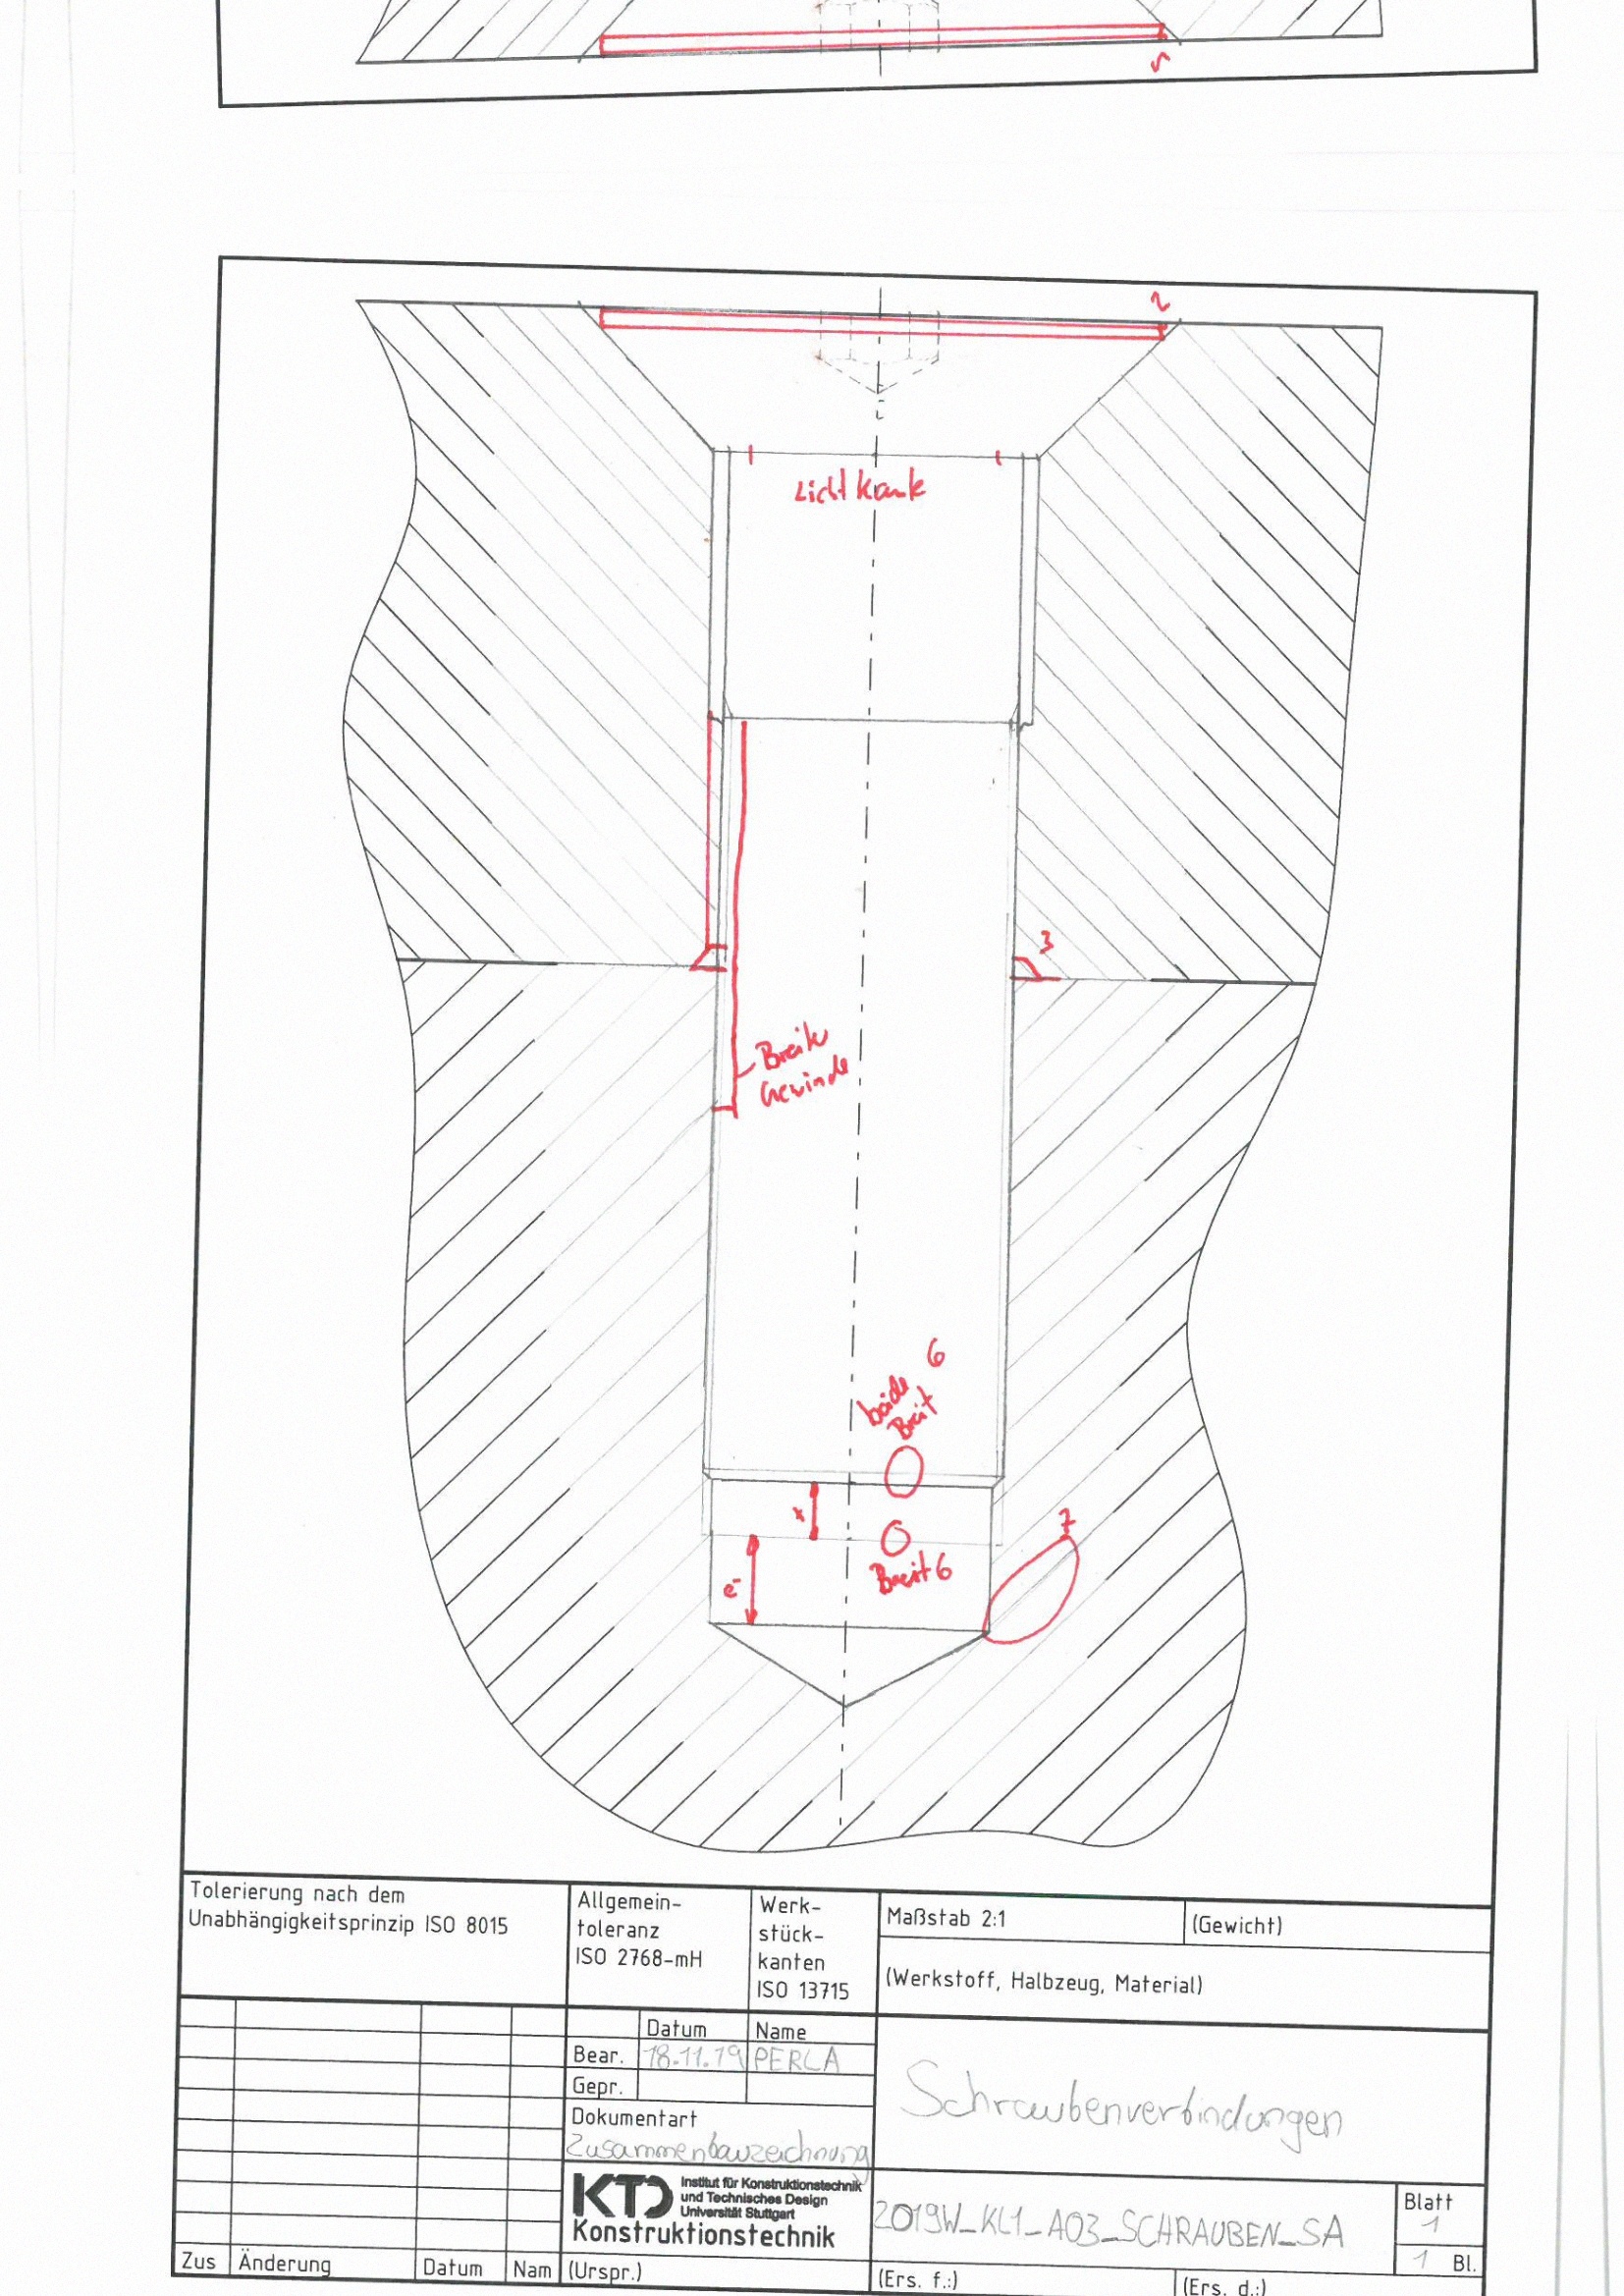 2
2
Licht kante
3
Breite
Gewinde
6
beide
Breit
x
7
Breit 6
e
Tolerierung nach dem
Unabhängigkeitsprinzip ISO 8015
Allgemein-
toleranz
ISO 2768-mH
Werk-
stück-
kanten
ISO 13715
Maßstab 2:1
(Gewicht)
(Werkstoff, Halbzeug, Material)
Datum
Name
Bear.
18.11.19
PERLA
Gepr.
Schraubenverbindungen
Dokumentart
Zusammenbauzeichnung
KTD
Institut für Konstruktionstechnik
und Technisches Design
Universität Stuttgart
Konstruktionstechnik
2019W_KL1_A03_SCHRAUBEN_SA
Blatt
1
1 Bl.
Zus
Änderung
Datum
Nam
(Urspr.)
(Ers. f.:)
(Ers. d.:)